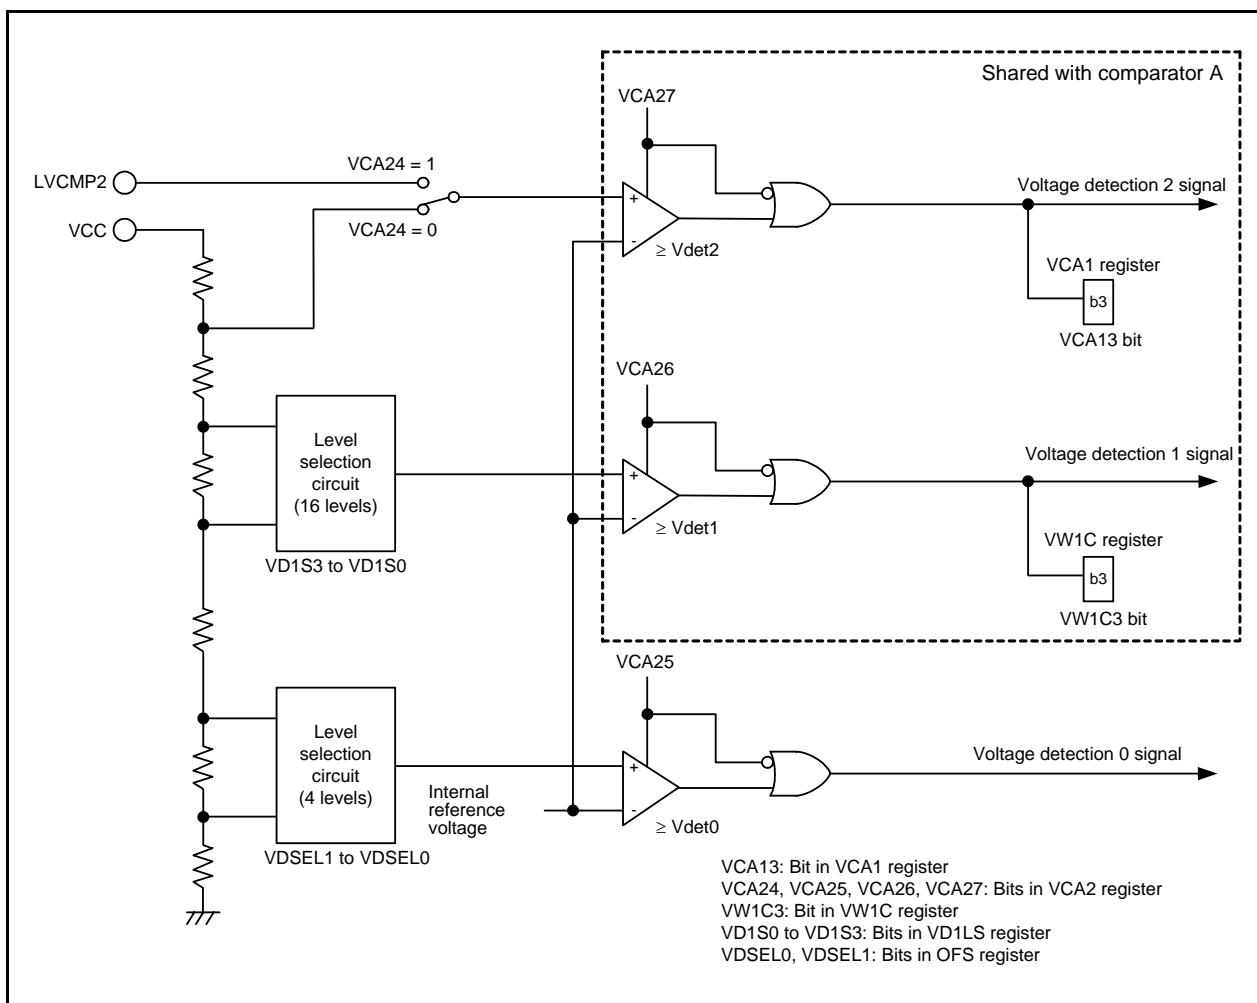 Shared with comparator A
VCA27
VCA24 = 1
LVCMP2
VCC
VCA24 = 0
+
-
≥ Vdet2
Voltage detection 2 signal
VCA1 register
b3
VCA13 bit
VCA26
Level
selection
circuit
(16 levels)
VD1S3 to VD1S0
+
-
≥ Vdet1
Voltage detection 1 signal
VW1C register
b3
VW1C3 bit
VCA25
Level
selection
circuit
(4 levels)
VDSEL1 to VDSEL0
Internal
reference
voltage
+
-
≥ Vdet0
Voltage detection 0 signal
VCA13: Bit in VCA1 register
VCA24, VCA25, VCA26, VCA27: Bits in VCA2 register
VW1C3: Bit in VW1C register
VD1S0 to VD1S3: Bits in VD1LS register
VDSEL0, VDSEL1: Bits in OFS register